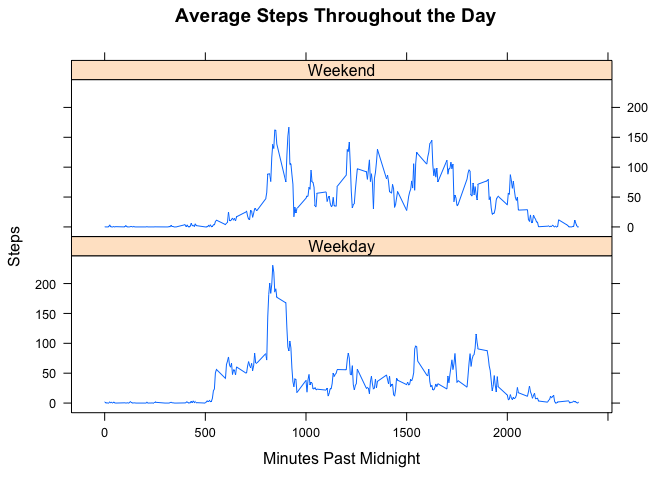 Average Steps Throughout the Day
Weekend
200
150
100
50
0
Steps
Weekday
200
150
100
50
0
0 500 1000 1500 2000
Minutes Past Midnight